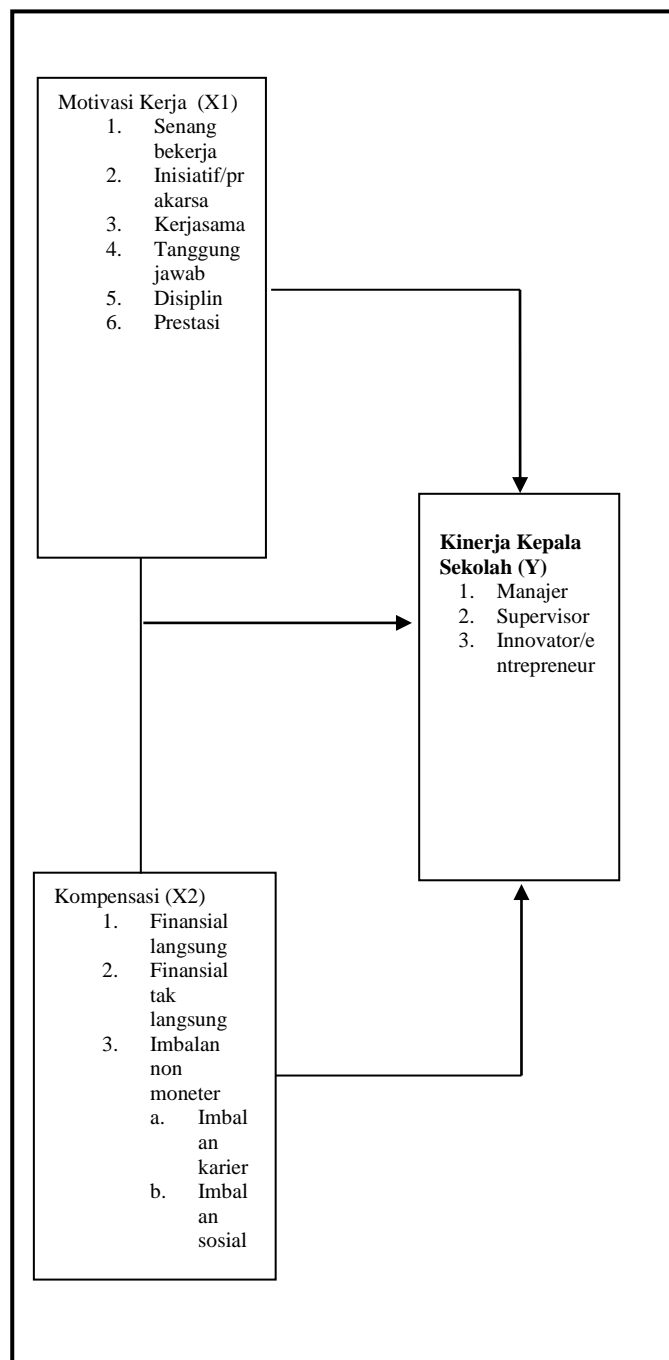 Motivasi Kerja (X1)
1. Senang
bekerja
2. Inisiatif/pr
akarsa
3. Kerjasama
4. Tanggung
jawab
5. Disiplin
6. Prestasi
Kinerja Kepala
Sekolah (Y)
1. Manajer
2. Supervisor
3. Innovator/e
ntrepreneur
Kompensasi (X2)
1. Finansial
langsung
2. Finansial
tak
langsung
3. Imbalan
non
moneter
a. Imbal
an
karier
b. Imbal
an
sosial